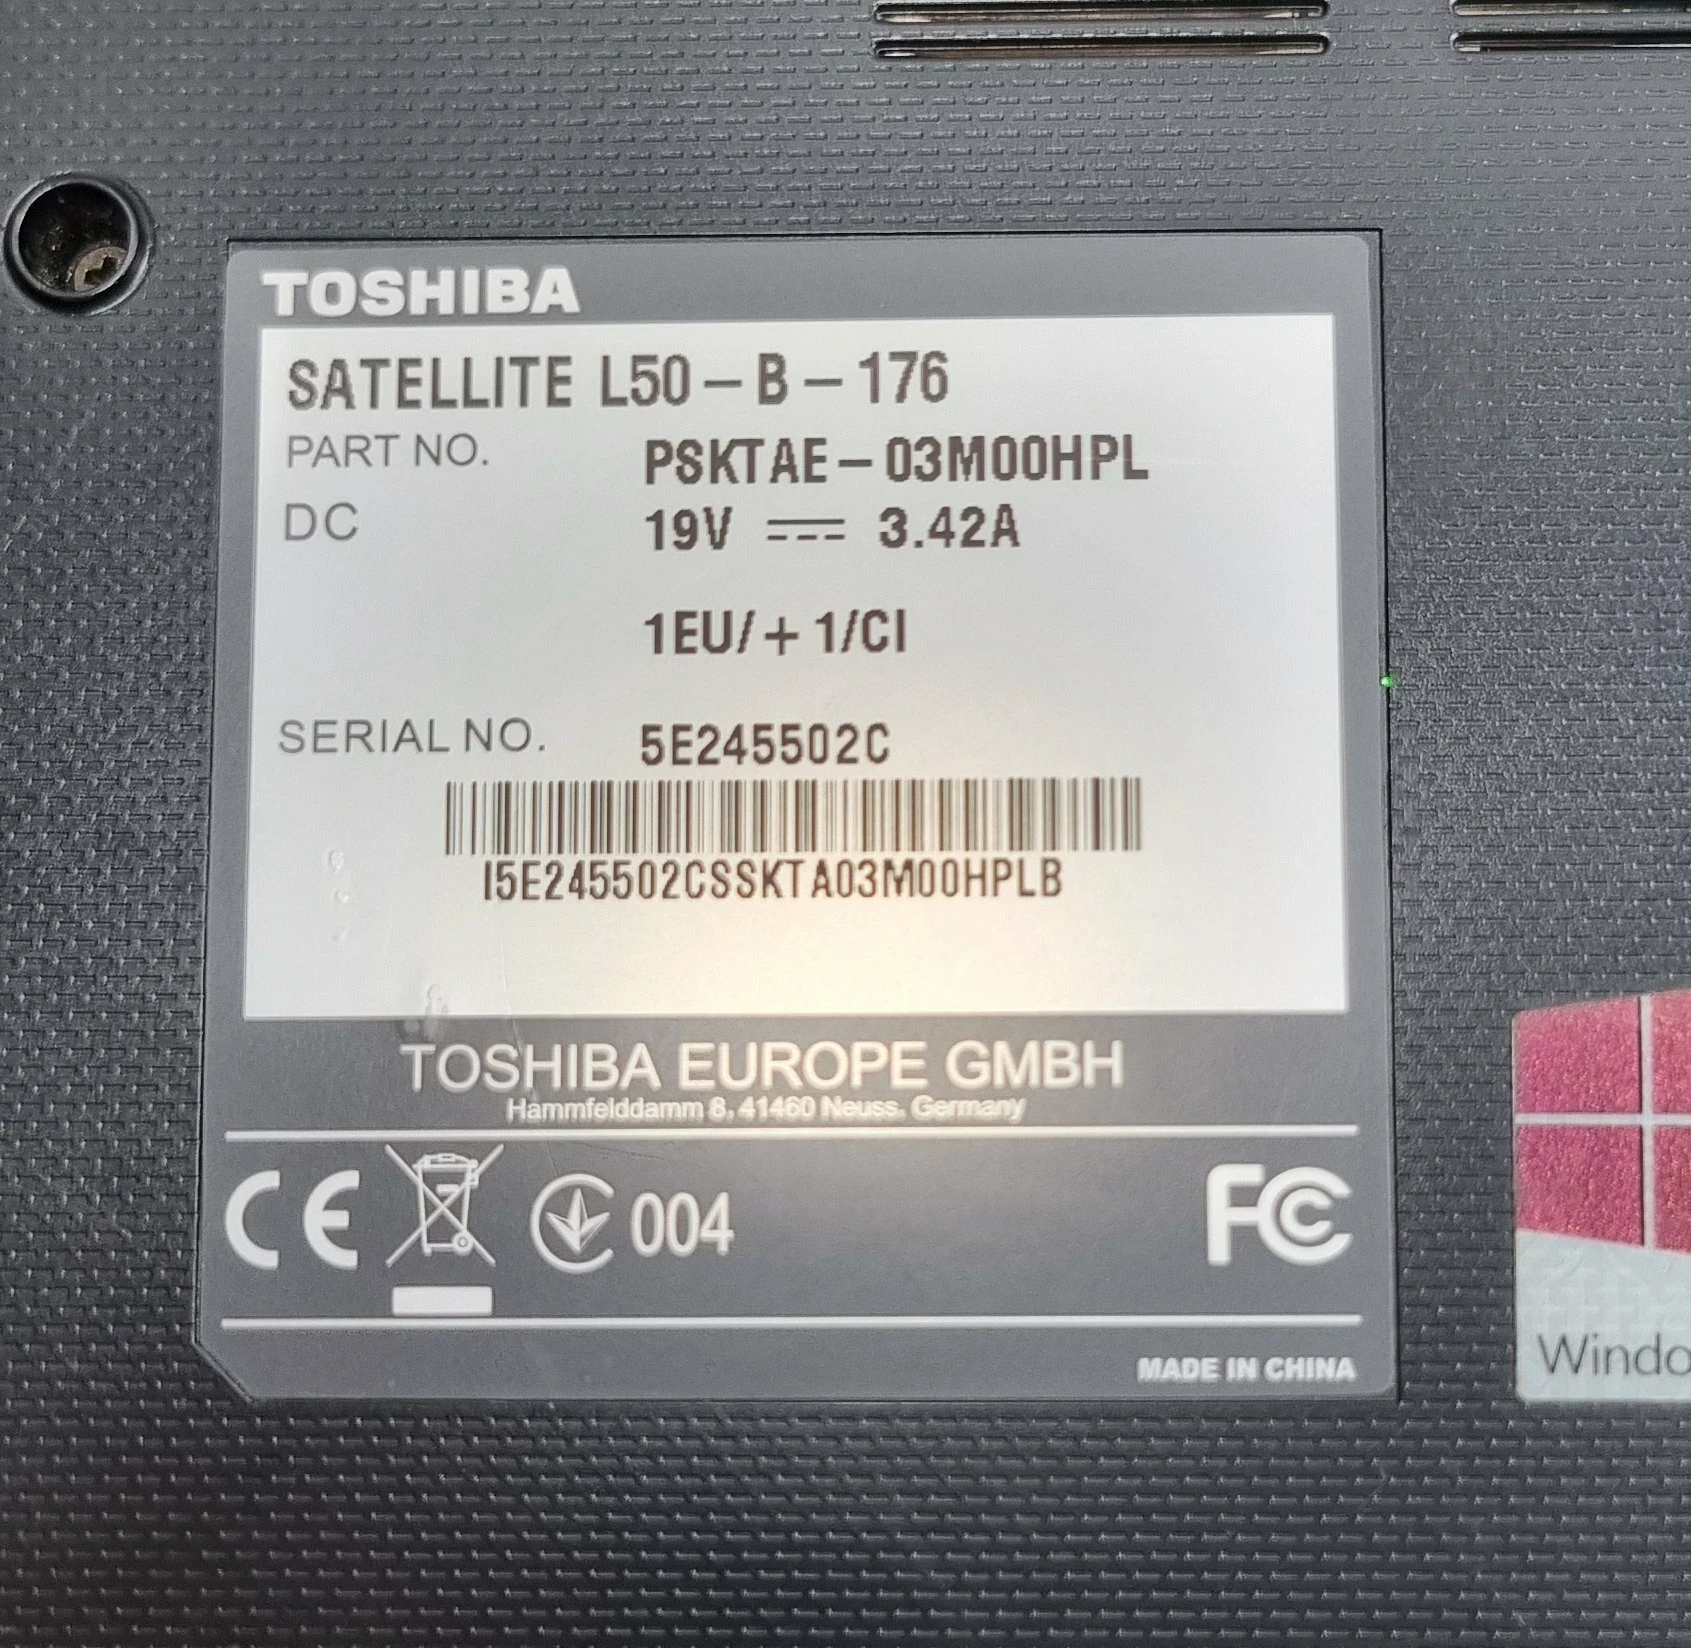 TOSHIBA
SATELLITE L50 – B – 176
PART NO. PSKTAE – 03M00HPL
DC 19V ⎓ 3.42A
1EU/ + 1/CI
SERIAL NO. 5E245502C
I5E245502CSSKTA03M00HPLB
TOSHIBA EUROPE GMBH
Hammfelddamm 8, 41460 Neuss, Germany
CE 004 FC
MADE IN CHINA
Windo